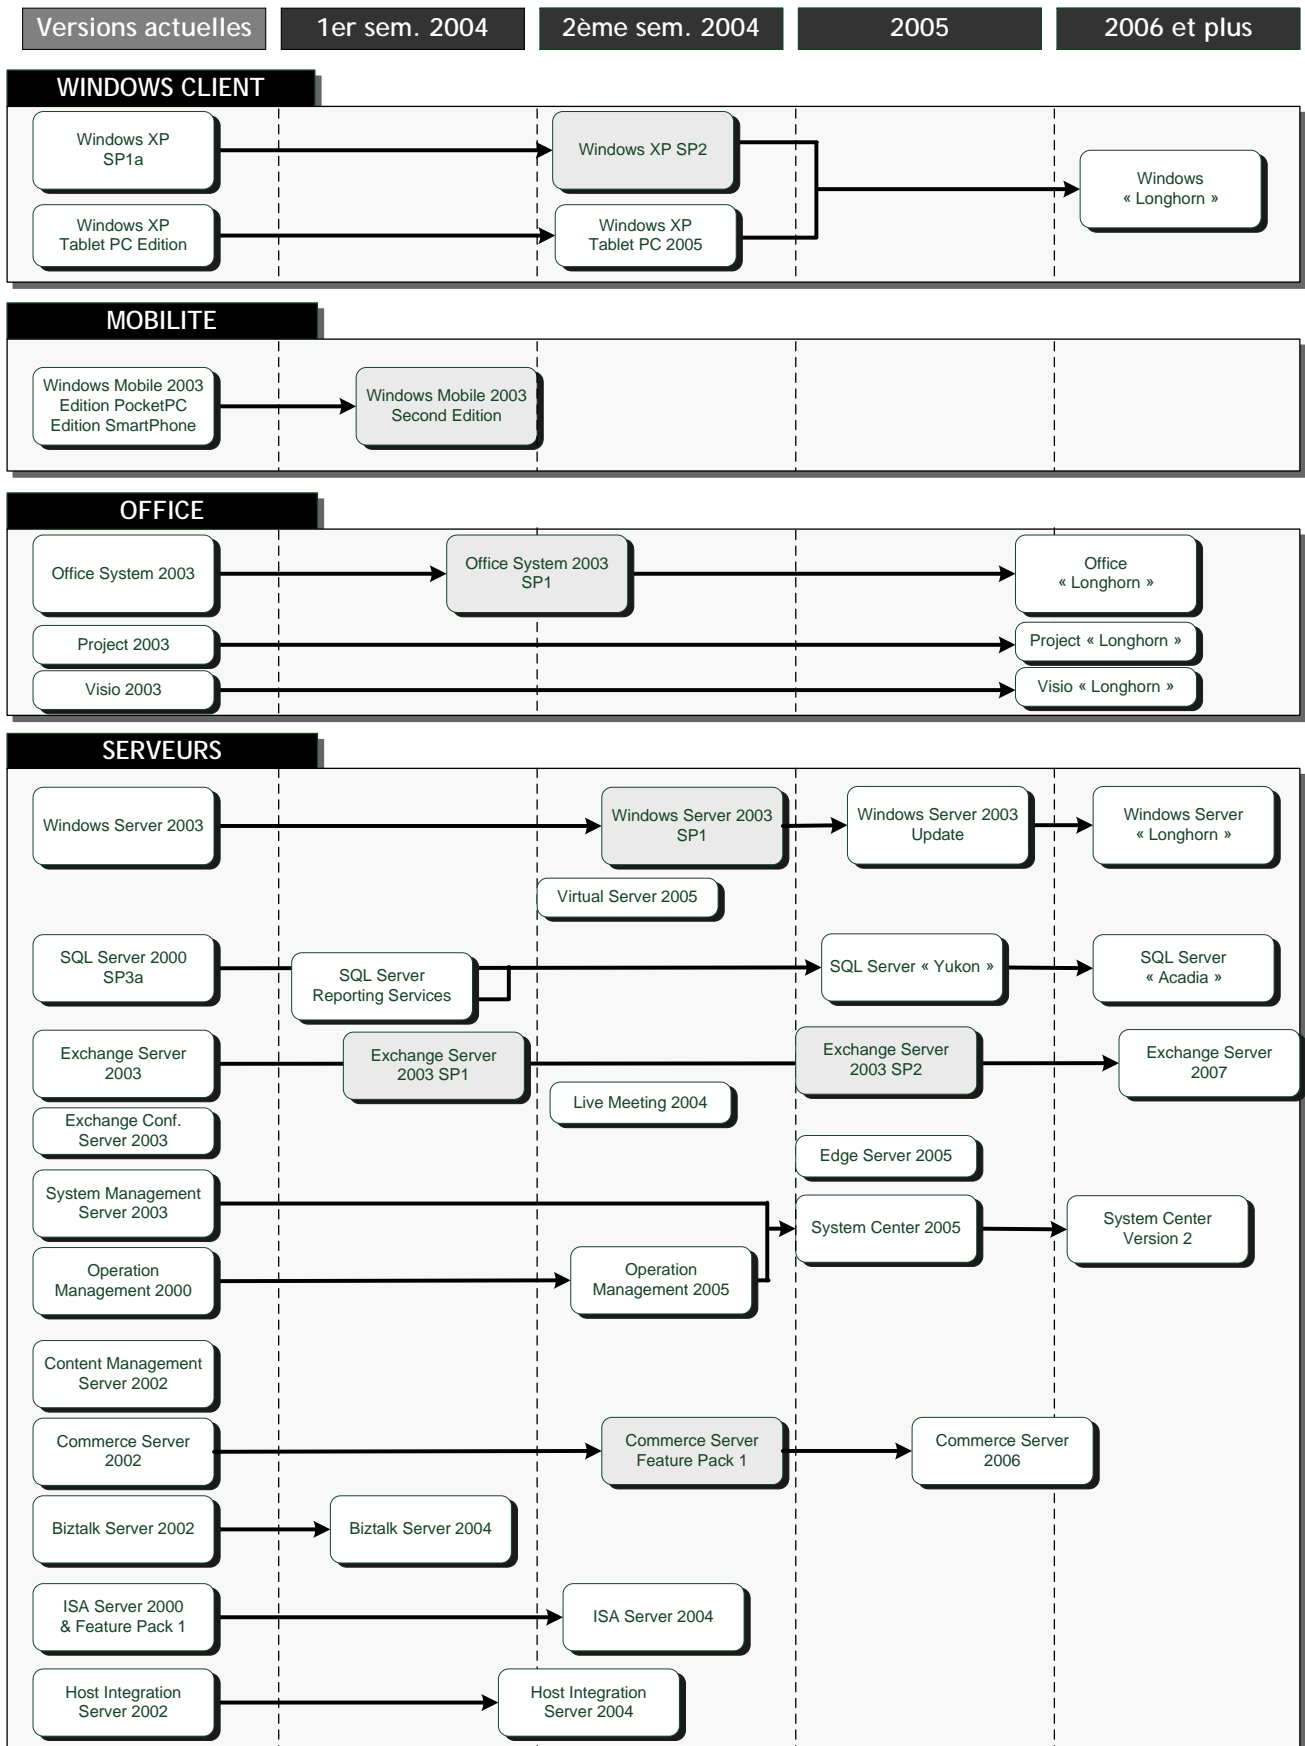 Versions actuelles
1er sem. 2004
2ème sem. 2004
2005
2006 et plus
WINDOWS CLIENT
Windows XP
SP1a
Windows XP SP2
Windows
« Longhorn »
Windows XP
Tablet PC Edition
Windows XP
Tablet PC 2005
MOBILITE
Windows Mobile 2003
Edition PocketPC
Edition SmartPhone
Windows Mobile 2003
Second Edition
OFFICE
Office System 2003
Office System 2003
SP1
Office
« Longhorn »
Project 2003
Project « Longhorn »
Visio 2003
Visio « Longhorn »
SERVEURS
Windows Server 2003
Windows Server 2003
SP1
Windows Server 2003
Update
Windows Server
« Longhorn »
Virtual Server 2005
SQL Server 2000
SP3a
SQL Server
Reporting Services
SQL Server « Yukon »
SQL Server
« Acadia »
Exchange Server
2003
Exchange Server
2003 SP1
Exchange Server
2003 SP2
Exchange Server
2007
Live Meeting 2004
Exchange Conf.
Server 2003
Edge Server 2005
System Management
Server 2003
System Center 2005
System Center
Version 2
Operation
Management 2000
Operation
Management 2005
Content Management
Server 2002
Commerce Server
2002
Commerce Server
Feature Pack 1
Commerce Server
2006
Biztalk Server 2002
Biztalk Server 2004
ISA Server 2000
& Feature Pack 1
ISA Server 2004
Host Integration
Server 2002
Host Integration
Server 2004